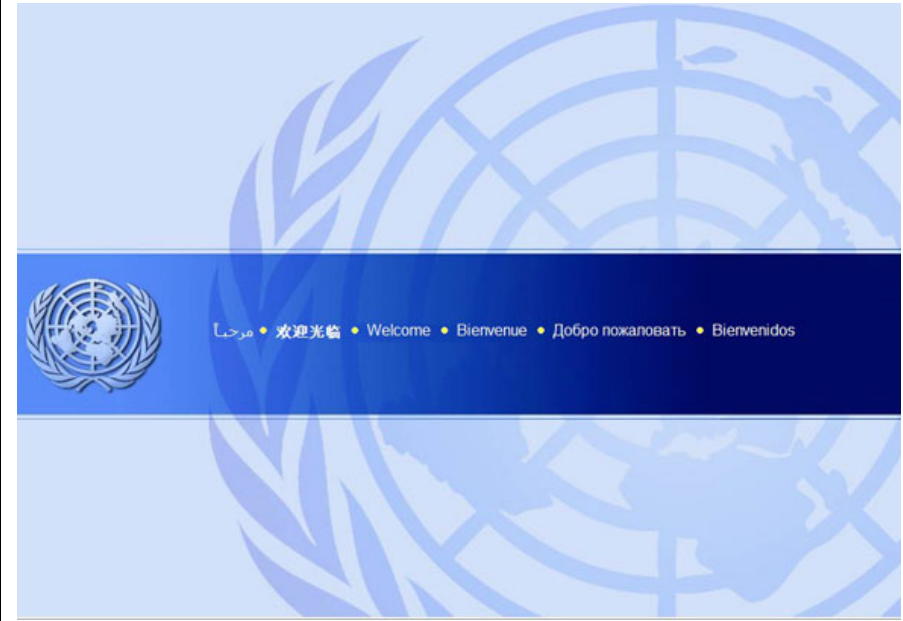 مرحباً • 欢迎光临 • Welcome • Bienvenue • Добро пожаловать • Bienvenidos